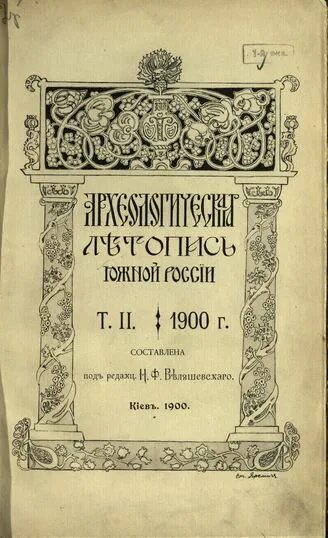 АРХЕОЛОГИЧЕСКАЯ
ЛѢТОПИСЬ
ЮЖНОЙ РОССІИ
Т. II. 1900 г.
СОСТАВЛЕНА
подъ редакц. Н. Ф. Бѣляшевскаго.
Кіевъ. 1900.